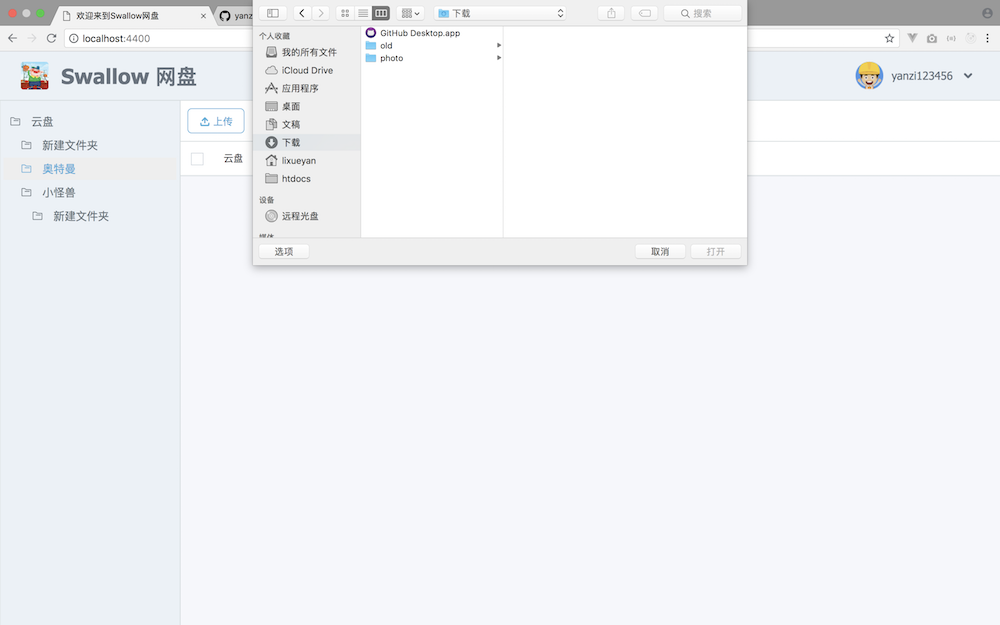 欢迎来到Swallow网盘
yanz
localhost:4400
下载
搜索
Swallow 网盘
yanzi123456
云盘
新建文件夹
奥特曼
小怪兽
新建文件夹
上传
云盘
个人收藏
我的所有文件
iCloud Drive
应用程序
桌面
文稿
下载
lixueyan
htdocs
设备
远程光盘
GitHub Desktop.app
old
photo
选项
取消
打开